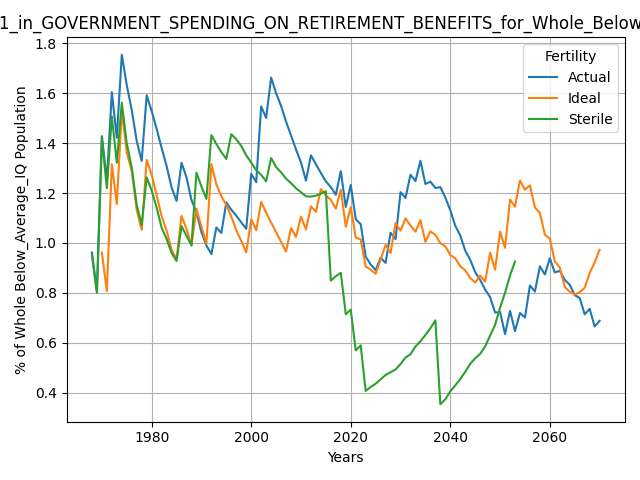 1_in_GOVERNMENT_SPENDING_ON_RETIREMENT_BENEFITS_for_Whole_Below
% of Whole Below_Average_IQ Population
1.8
1.6
1.4
1.2
1.0
0.8
0.6
0.4
Fertility
Actual
Ideal
Sterile
1980
2000
2020
2040
2060
Years